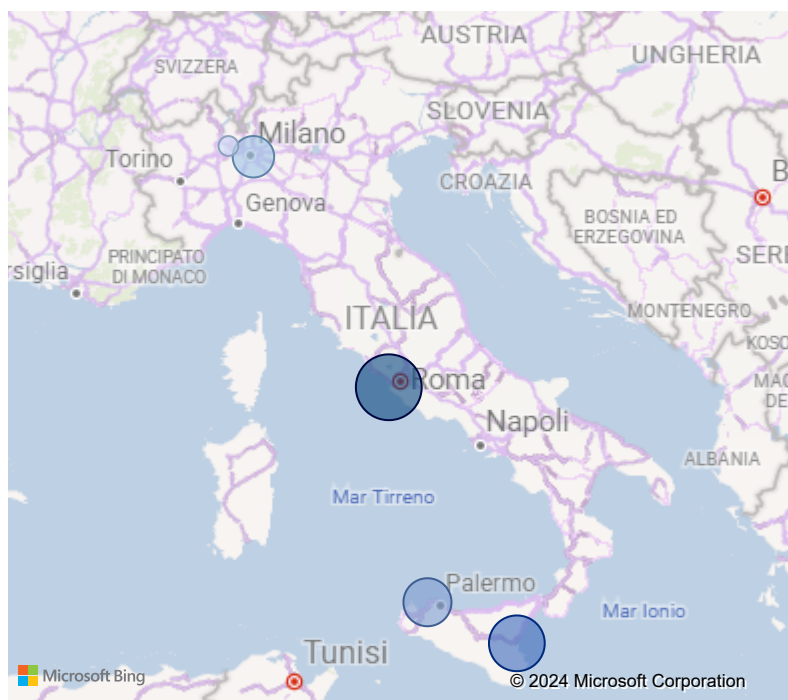 AUSTRIA
UNGHERIA
SVIZZERA
SLOVENIA
Milano
Torino
B
CROAZIA
Genova
BOSNIA ED
ERZEGOVINA
SERE
PRINCIPATO
DI MONACO
rsiglia
ITALIA
MONTENEGRO
KOSO
Roma
MAC
DE
Napoli
ALBANIA
Mar Tirreno
Palermo
Mar Ionio
Tunisi
Microsoft Bing
© 2024 Microsoft Corporation